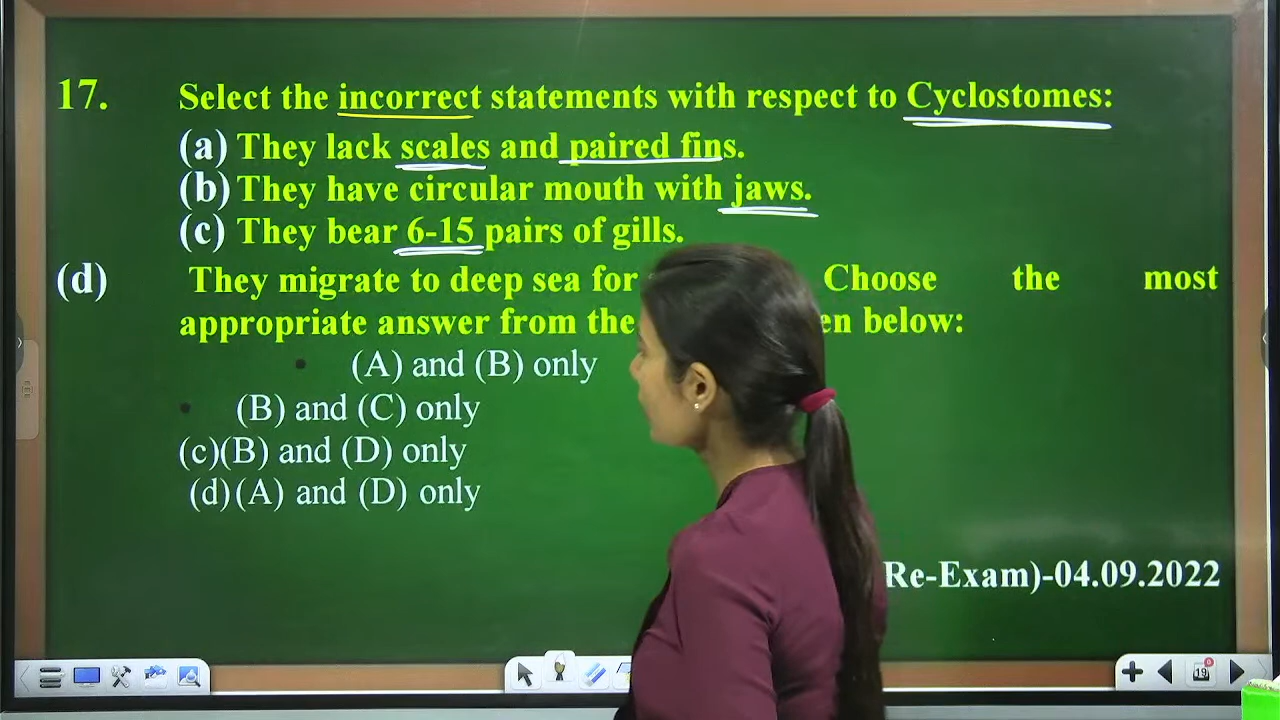 17. Select the incorrect statements with respect to Cyclostomes:
(a) They lack scales and paired fins.
(b) They have circular mouth with jaws.
(c) They bear 6-15 pairs of gills.
(d) They migrate to deep sea for Choose the most
appropriate answer from the en below:
• (A) and (B) only
• (B) and (C) only
(c)(B) and (D) only
(d)(A) and (D) only
Re-Exam)-04.09.2022
19